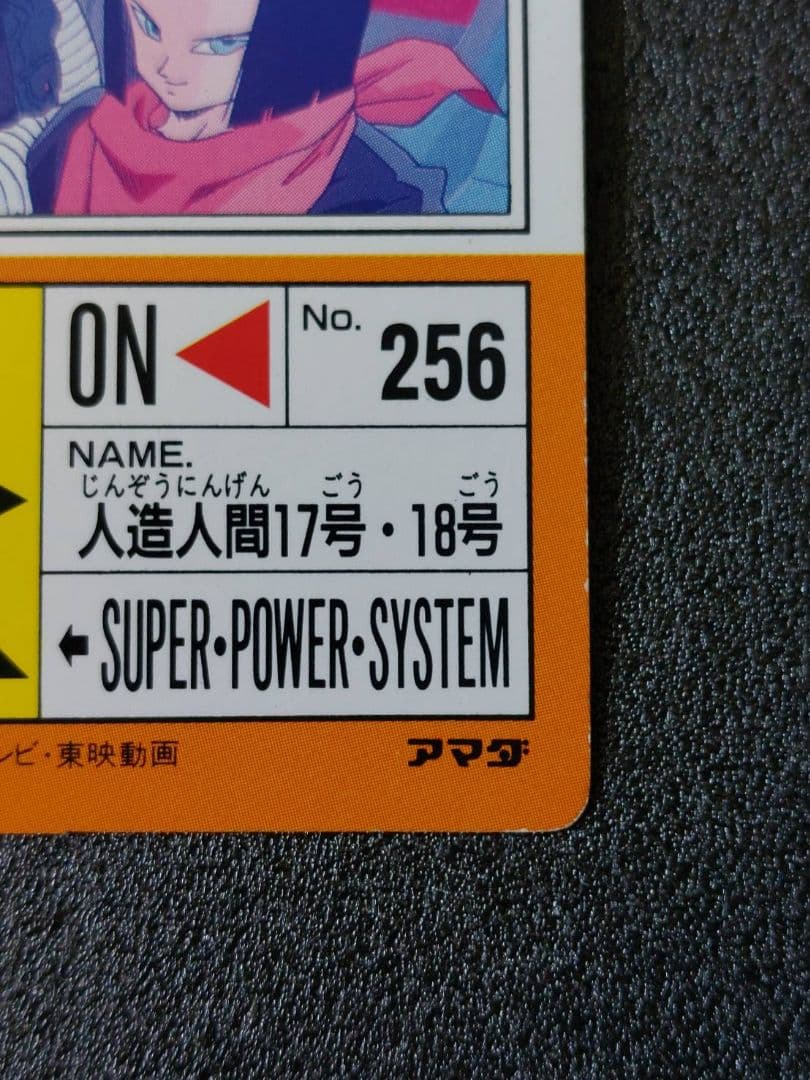 ON
No.
256
NAME.
じんぞうにんげん ごう ごう
人造人間17号・18号
SUPER・POWER・SYSTEM
ビ・東映動画
アマダ